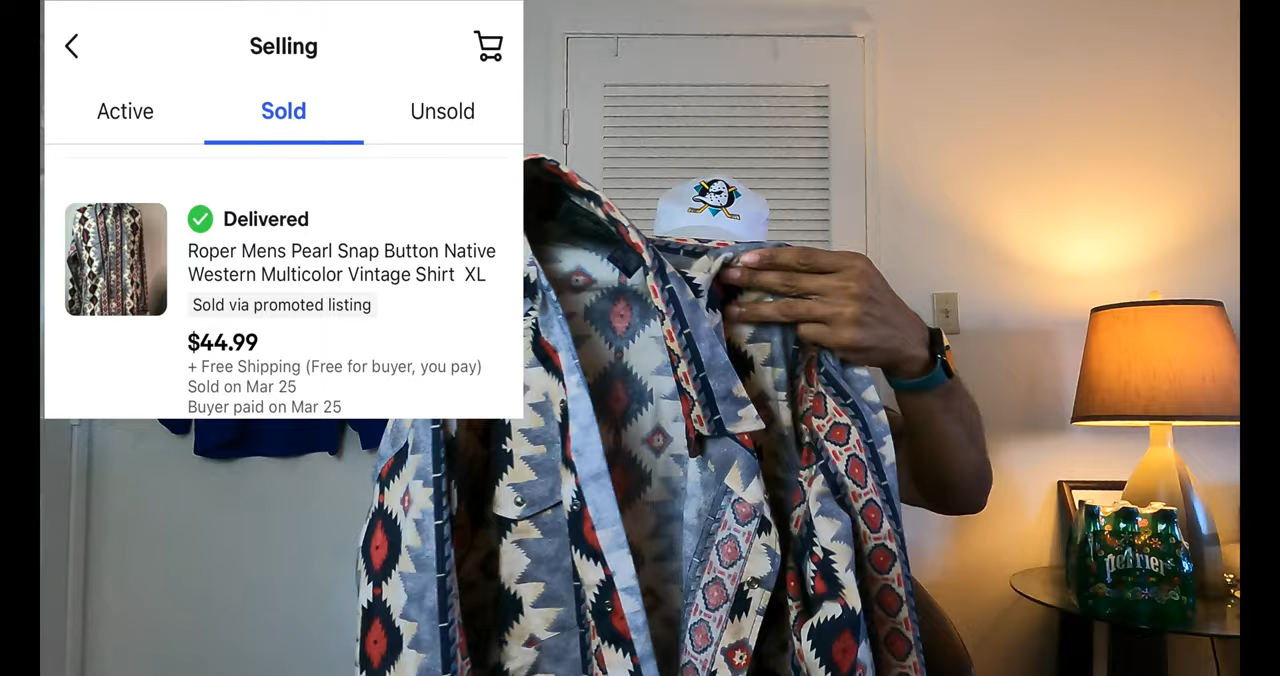 Selling
Active
Sold
Unsold
Delivered
Roper Mens Pearl Snap Button Native
Western Multicolor Vintage Shirt XL
Sold via promoted listing
$44.99
+ Free Shipping (Free for buyer, you pay)
Sold on Mar 25
Buyer paid on Mar 25
perrier